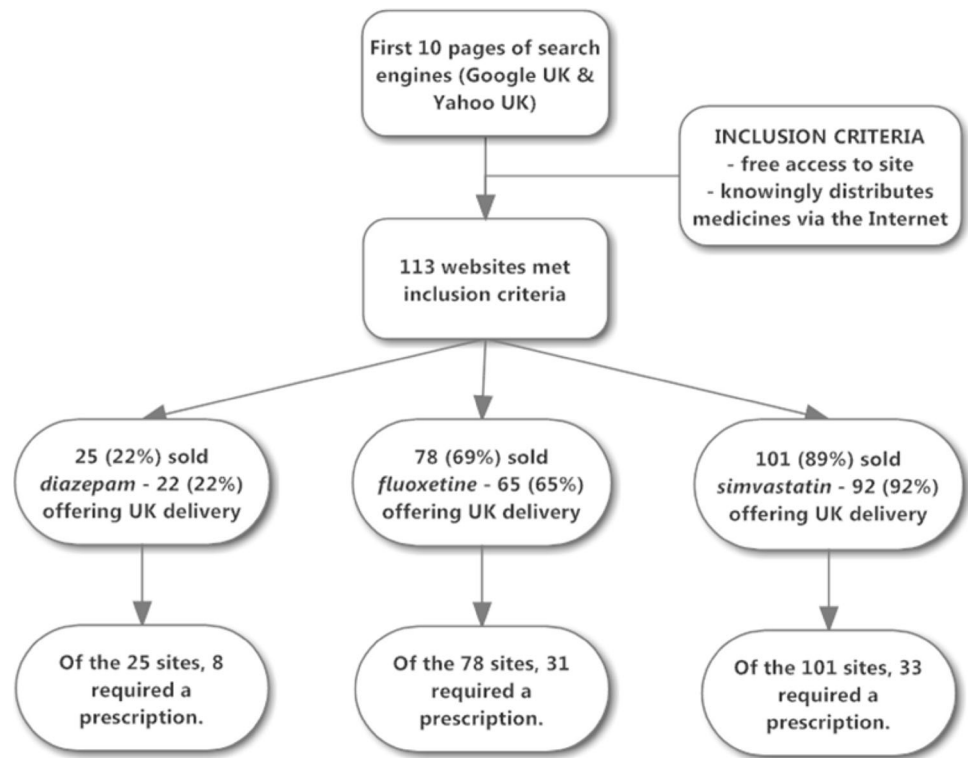 First 10 pages of search
engines (Google UK &
Yahoo UK)
INCLUSION CRITERIA
- free access to site
- knowingly distributes
medicines via the Internet
113 websites met
inclusion criteria
25 (22%) sold
diazepam - 22 (22%)
offering UK delivery
78 (69%) sold
fluoxetine - 65 (65%)
offering UK delivery
101 (89%) sold
simvastatin - 92 (92%)
offering UK delivery
Of the 25 sites, 8
required a
prescription.
Of the 78 sites, 31
required a
prescription.
Of the 101 sites, 33
required a
prescription.